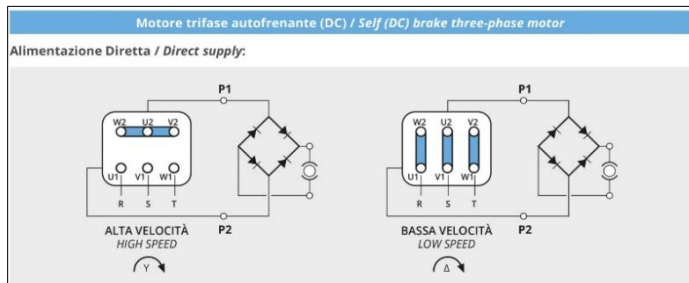 Motore trifase autofrenante (DC) / Self (DC) brake three-phase motor
Alimentazione Diretta / Direct supply:
P1
W2 U2 V2
U1 V1 W1
R S T
P2
ALTA VELOCITÀ
HIGH SPEED
Y
P1
W2 U2 V2
U1 V1 W1
R S T
P2
BASSA VELOCITÀ
LOW SPEED
Δ